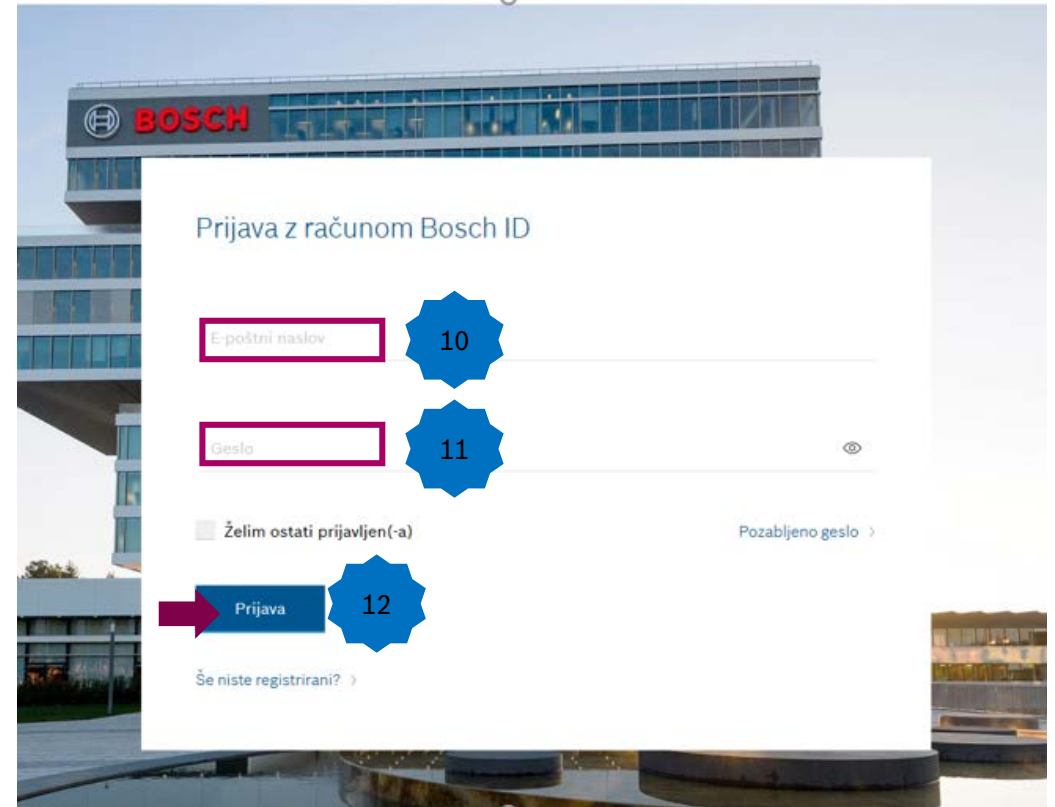 BOSCH
Prijava z računom Bosch ID
E-poštni naslov
10
Geslo
11
Želim ostati prijavljen(-a)
Pozabljeno geslo
Prijava
12
Še niste registrirani?